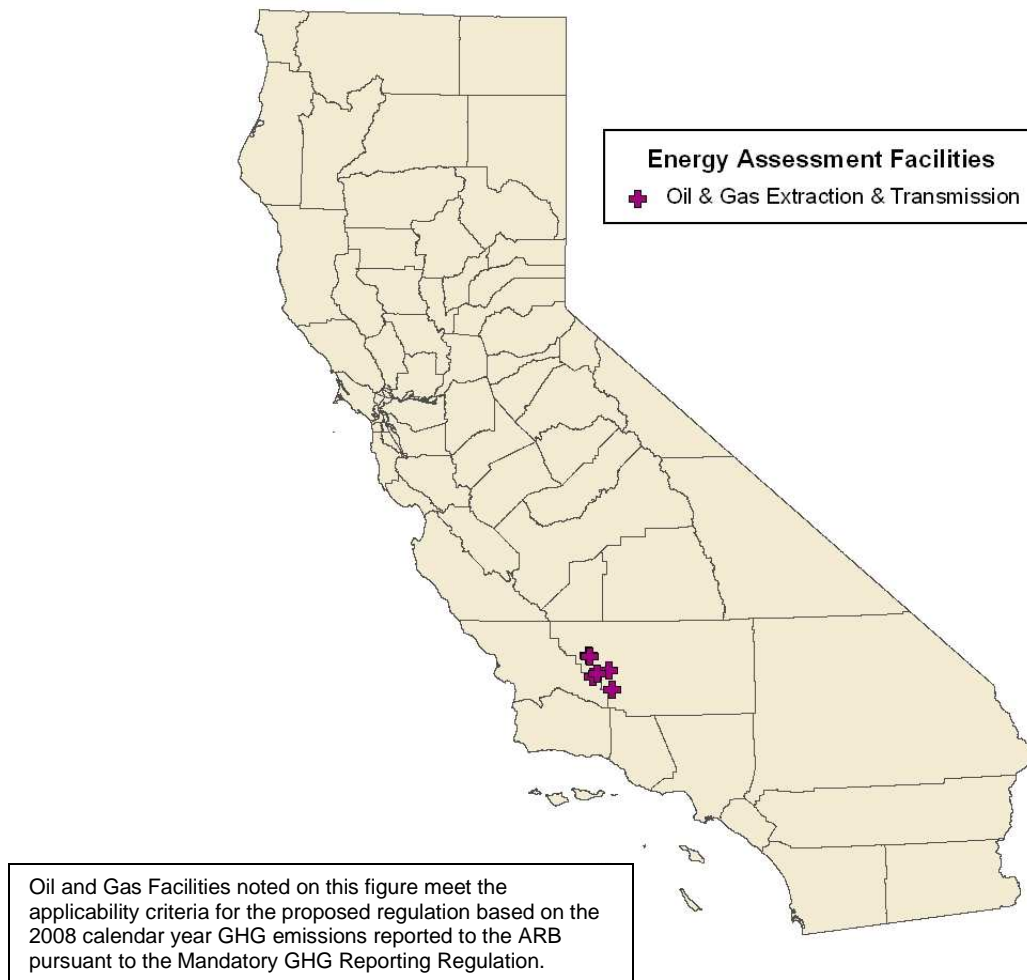 Energy Assessment Facilities
Oil & Gas Extraction & Transmission
Oil and Gas Facilities noted on this figure meet the
applicability criteria for the proposed regulation based on the
2008 calendar year GHG emissions reported to the ARB
pursuant to the Mandatory GHG Reporting Regulation.